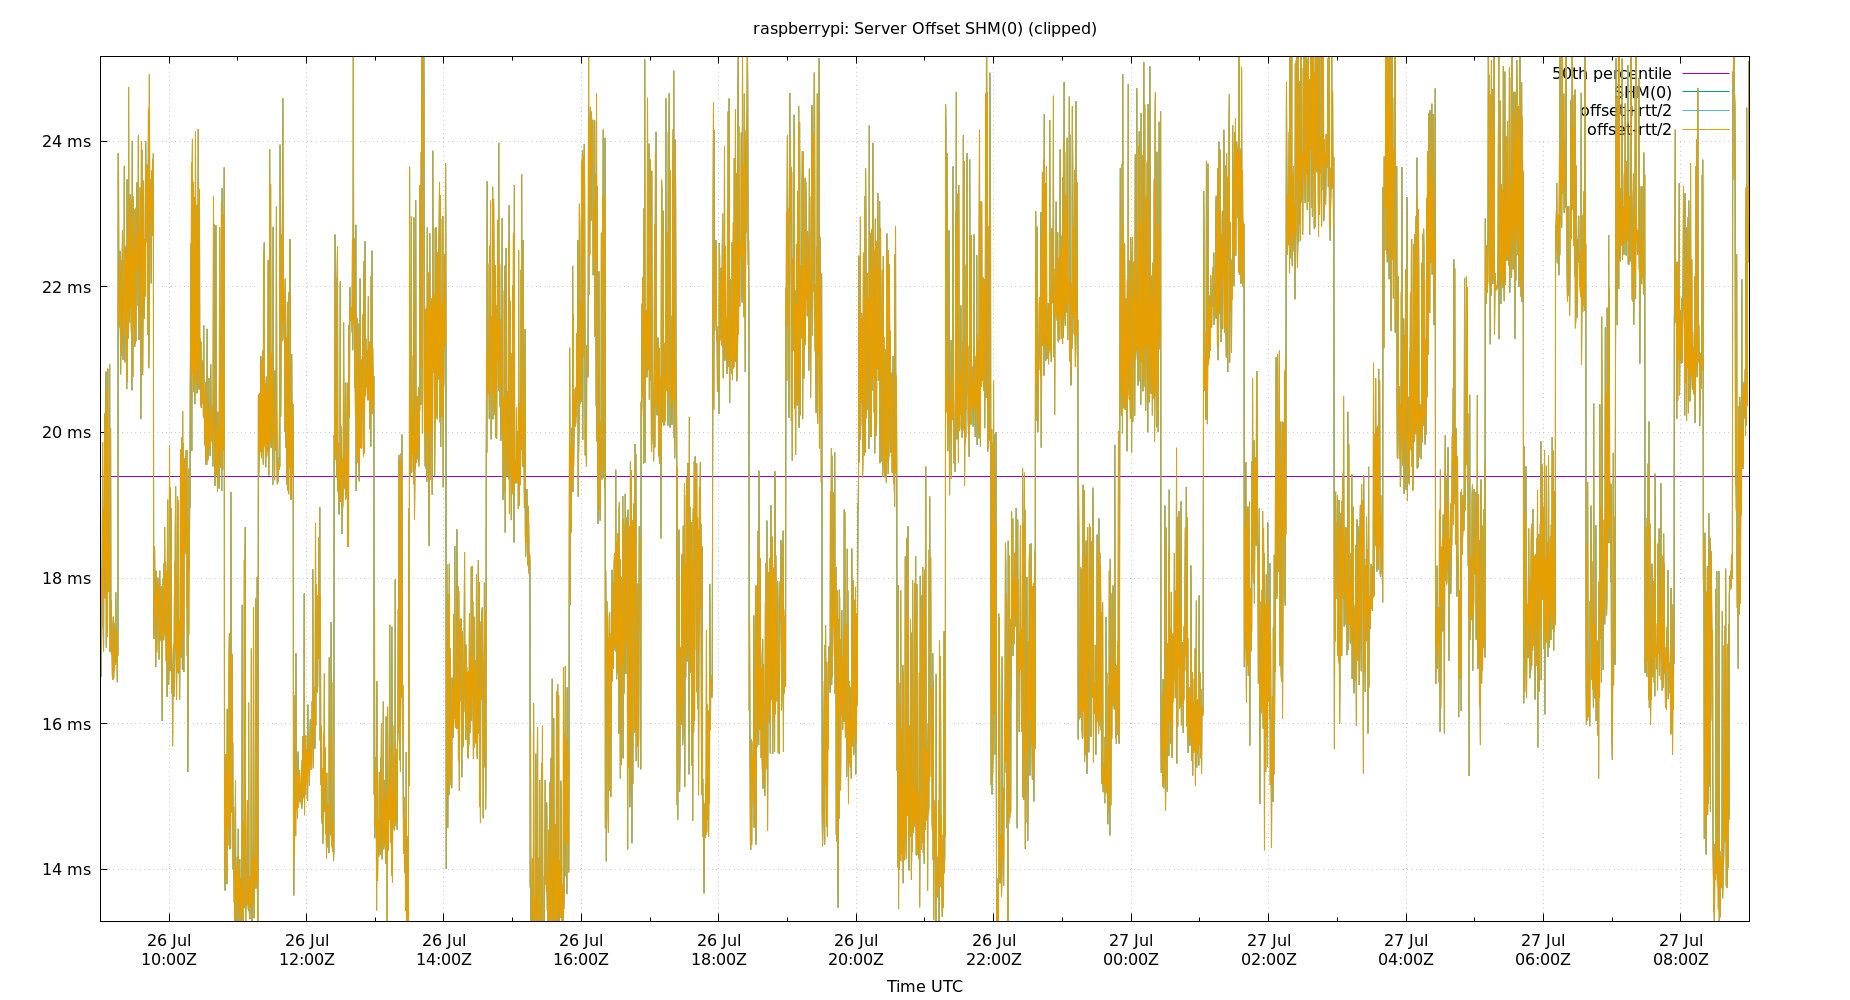 raspberrypi: Server Offset SHM(0) (clipped)
50th percentile
SHM(0)
offset+rtt/2
offset-rtt/2
24 ms
22 ms
20 ms
18 ms
16 ms
14 ms
26 Jul 26 Jul 26 Jul 26 Jul 26 Jul 26 Jul 26 Jul 27 Jul 27 Jul 27 Jul 27 Jul 27 Jul
10:00Z 12:00Z 14:00Z 16:00Z 18:00Z 20:00Z 22:00Z 00:00Z 02:00Z 04:00Z 06:00Z 08:00Z
Time UTC